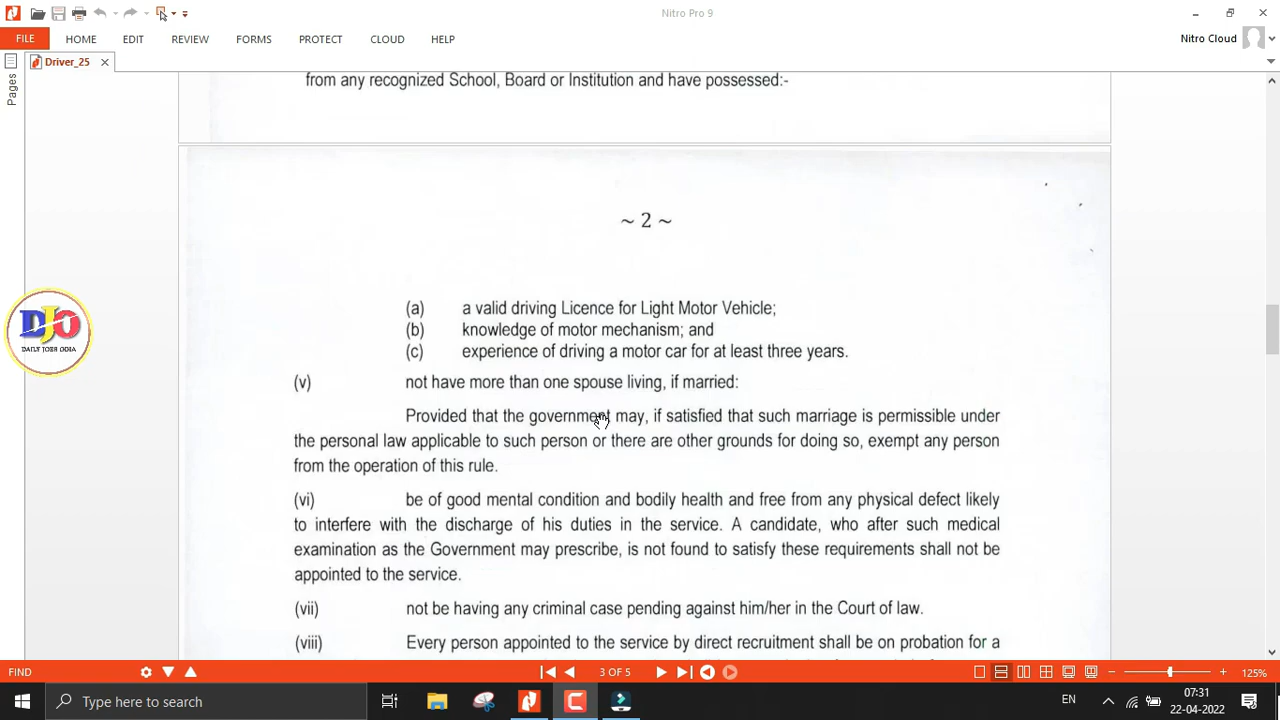 Nitro Pro 9
FILE HOME EDIT REVIEW FORMS PROTECT CLOUD HELP
Nitro Cloud
Driver_25
Pages
from any recognized School, Board or Institution and have possessed:-
~ 2 ~
(a) a valid driving Licence for Light Motor Vehicle;
(b) knowledge of motor mechanism; and
(c) experience of driving a motor car for at least three years.
(v) not have more than one spouse living, if married:
Provided that the government may, if satisfied that such marriage is permissible under
the personal law applicable to such person or there are other grounds for doing so, exempt any person
from the operation of this rule.
(vi) be of good mental condition and bodily health and free from any physical defect likely
to interfere with the discharge of his duties in the service. A candidate, who after such medical
examination as the Government may prescribe, is not found to satisfy these requirements shall not be
appointed to the service.
(vii) not be having any criminal case pending against him/her in the Court of law.
(viii) Every person appointed to the service by direct recruitment shall be on probation for a
DJO
DAILY JOBS ODIA
FIND
3 OF 5
125%
Type here to search
EN
07:31
22-04-2022